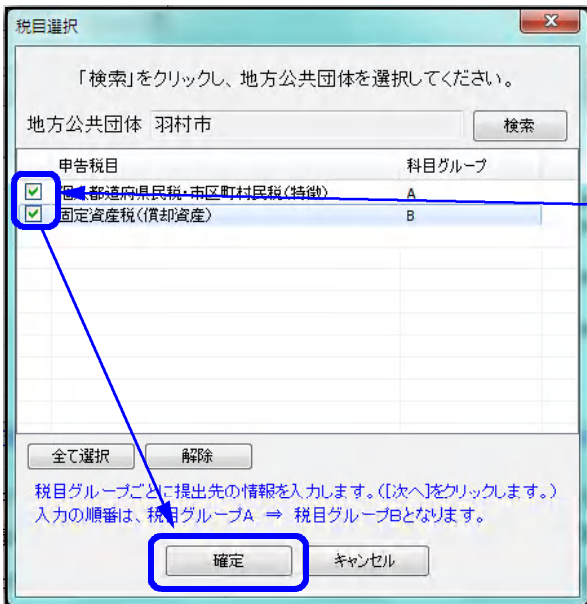 税目選択
「検索」をクリックし、地方公共団体を選択してください。
地方公共団体 羽村市 検索
申告税目 科目グループ
個人都道府県民税・市区町村民税(特徴) A
固定資産税(償却資産) B
全て選択 解除
税目グループごとに提出先の情報を入力します。([次へ]をクリックします。)
入力の順番は、税目グループA ⇒ 税目グループBとなります。
確定 キャンセル